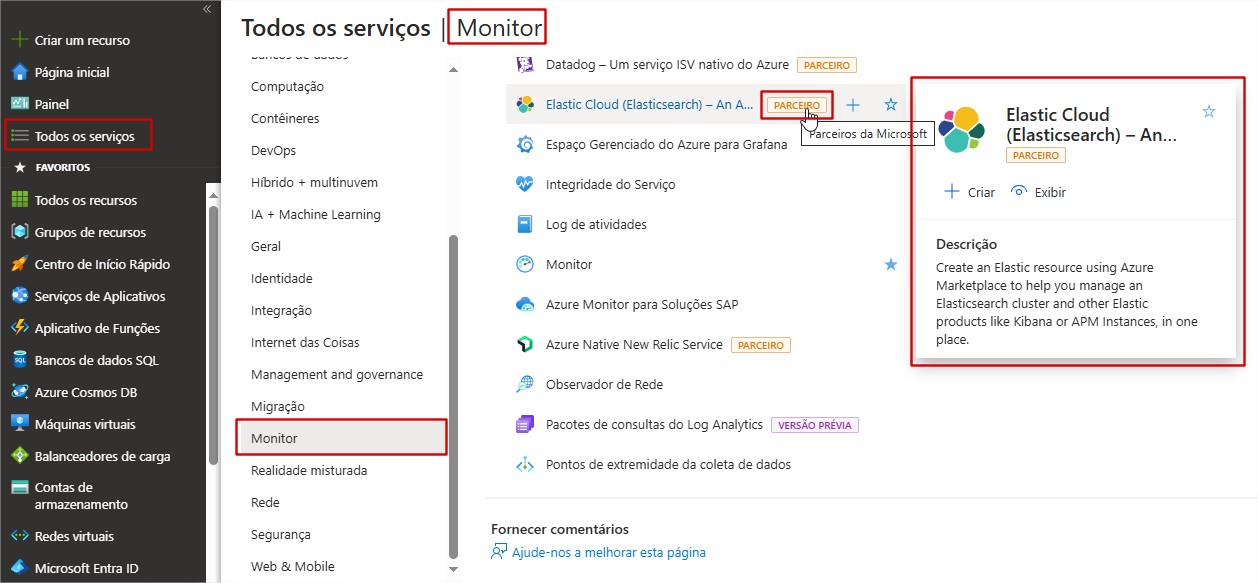 Criar um recurso
Página inicial
Painel
Todos os serviços
FAVORITOS
Todos os recursos
Grupos de recursos
Centro de Início Rápido
Serviços de Aplicativos
Aplicativo de Funções
Bancos de dados SQL
Azure Cosmos DB
Máquinas virtuais
Balanceadores de carga
Contas de
armazenamento
Redes virtuais
Microsoft Entra ID
Todos os serviços | Monitor
Bancos de dados
Computação
Contêineres
DevOps
Híbrido + multinuvem
IA + Machine Learning
Geral
Identidade
Integração
Internet das Coisas
Management and governance
Migração
Monitor
Realidade misturada
Rede
Segurança
Web & Mobile
Datadog – Um serviço ISV nativo do Azure PARCEIRO
Elastic Cloud (Elasticsearch) – An A... PARCEIRO
Parceiros da Microsoft
Espaço Gerenciado do Azure para Grafana
Integridade do Serviço
Log de atividades
Monitor
Azure Monitor para Soluções SAP
Azure Native New Relic Service PARCEIRO
Observador de Rede
Pacotes de consultas do Log Analytics VERSÃO PRÉVIA
Pontos de extremidade da coleta de dados
Fornecer comentários
Ajude-nos a melhorar esta página
Elastic Cloud
(Elasticsearch) – An...
PARCEIRO
Criar Exibir
Descrição
Create an Elastic resource using Azure
Marketplace to help you manage an
Elasticsearch cluster and other Elastic
products like Kibana or APM Instances, in one
place.